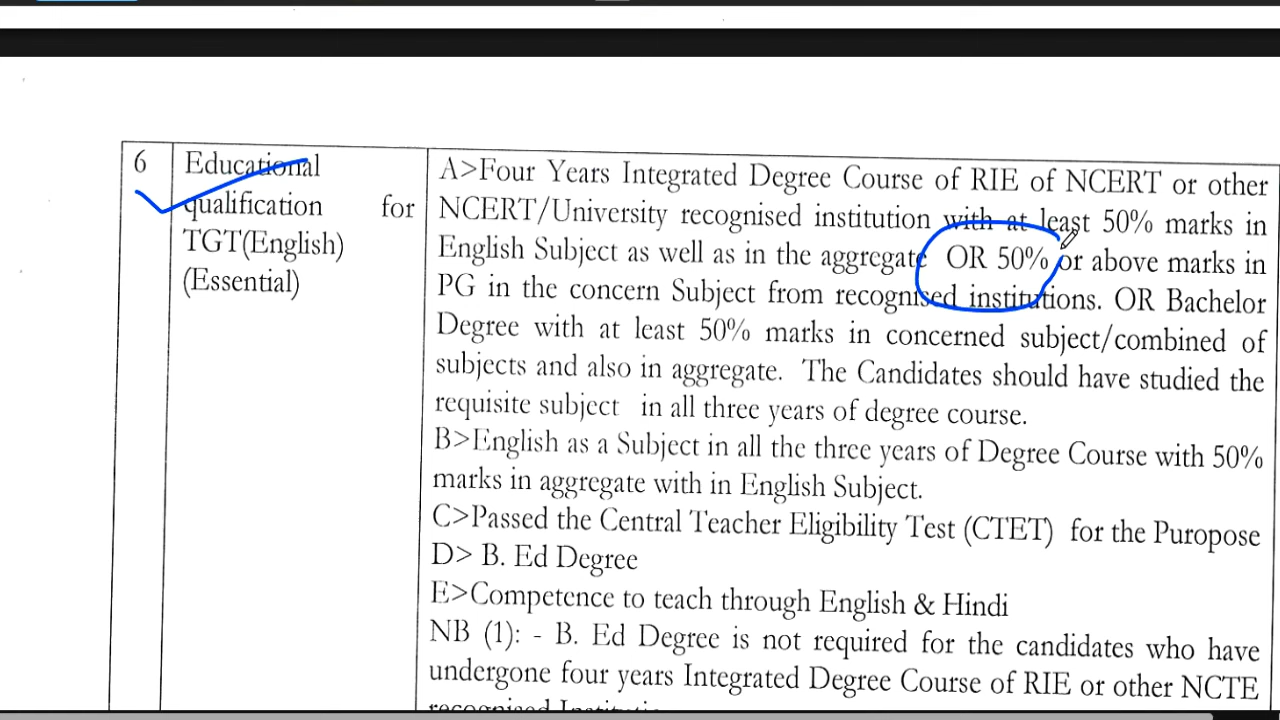 6
Educational
qualification for
TGT(English)
(Essential)
A>Four Years Integrated Degree Course of RIE of NCERT or other
NCERT/University recognised institution with at least 50% marks in
English Subject as well as in the aggregate OR 50% or above marks in
PG in the concern Subject from recognised institutions. OR Bachelor
Degree with at least 50% marks in concerned subject/combined of
subjects and also in aggregate. The Candidates should have studied the
requisite subject in all three years of degree course.
B>English as a Subject in all the three years of Degree Course with 50%
marks in aggregate with in English Subject.
C>Passed the Central Teacher Eligibility Test (CTET) for the Puropose
D> B. Ed Degree
E>Competence to teach through English & Hindi
NB (1): - B. Ed Degree is not required for the candidates who have
undergone four years Integrated Degree Course of RIE or other NCTE
recognised